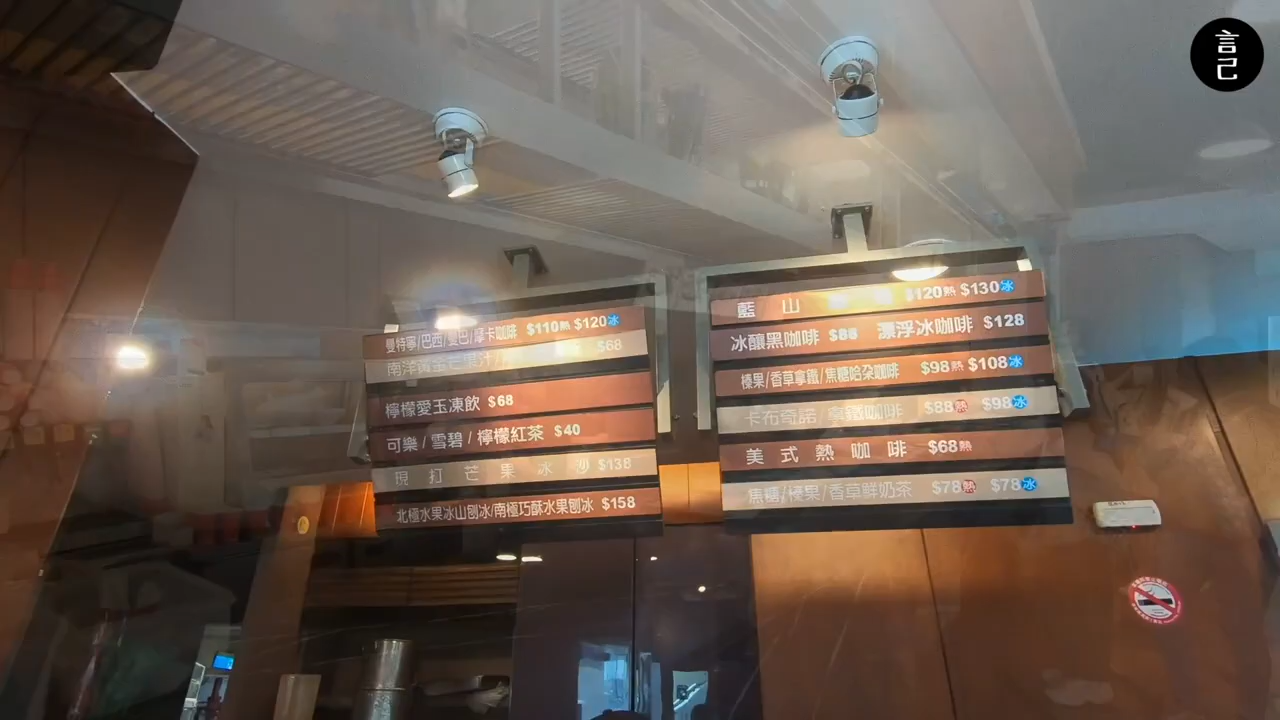 言己
曼特寧/巴西/曼巴/摩卡咖啡 $110熱 $120冰
$68
檸檬愛玉凍飲 $68
可樂/雪碧/檸檬紅茶 $40
現打芒果冰沙 $138
北極水果冰山刨冰/南極巧酥水果刨冰 $158
藍山 $120熱 $130冰
冰釀黑咖啡 $88 漂浮冰咖啡 $128
榛果/香草拿鐵/焦糖哈朶咖啡 $98熱 $108冰
卡布奇諾/拿鐵咖啡 $88熱 $98冰
美式熱咖啡 $68熱
焦糖/榛果/香草鮮奶茶 $78熱 $78冰